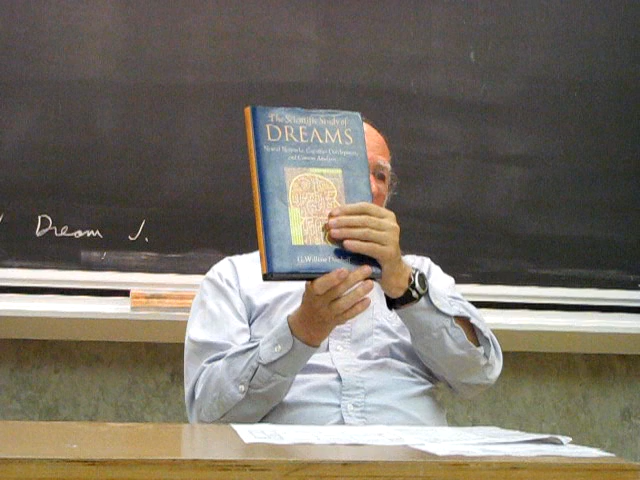 The Scientific Study of
DREAMS
Neural Networks, Cognitive Development,
and Content Analysis
G. William Domhoff
Dream J.